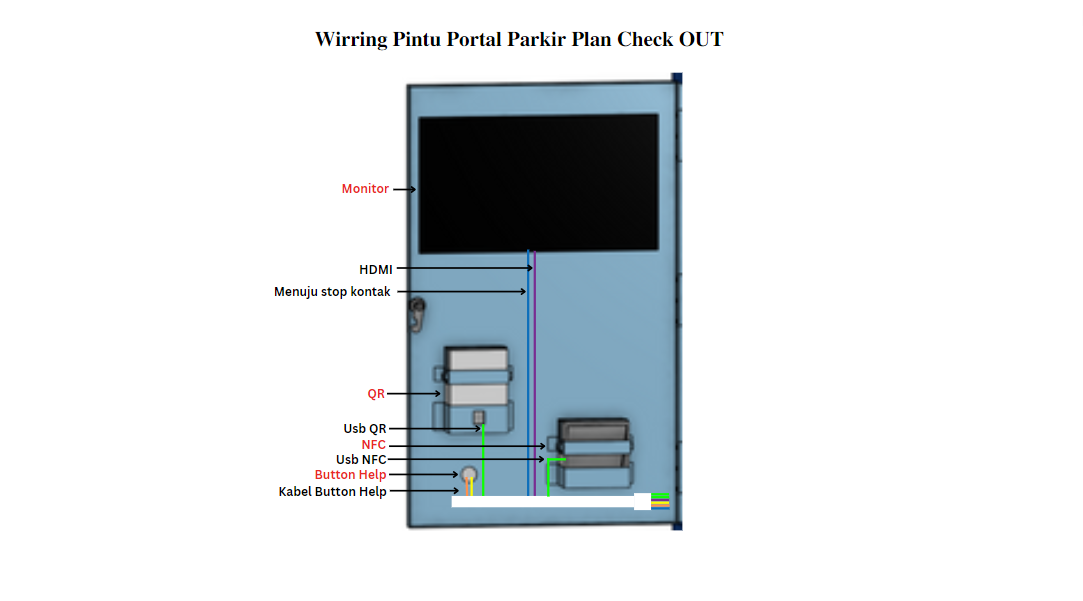 Wirring Pintu Portal Parkir Plan Check OUT
Monitor
HDMI
Menuju stop kontak
QR
Usb QR
NFC
Usb NFC
Button Help
Kabel Button Help